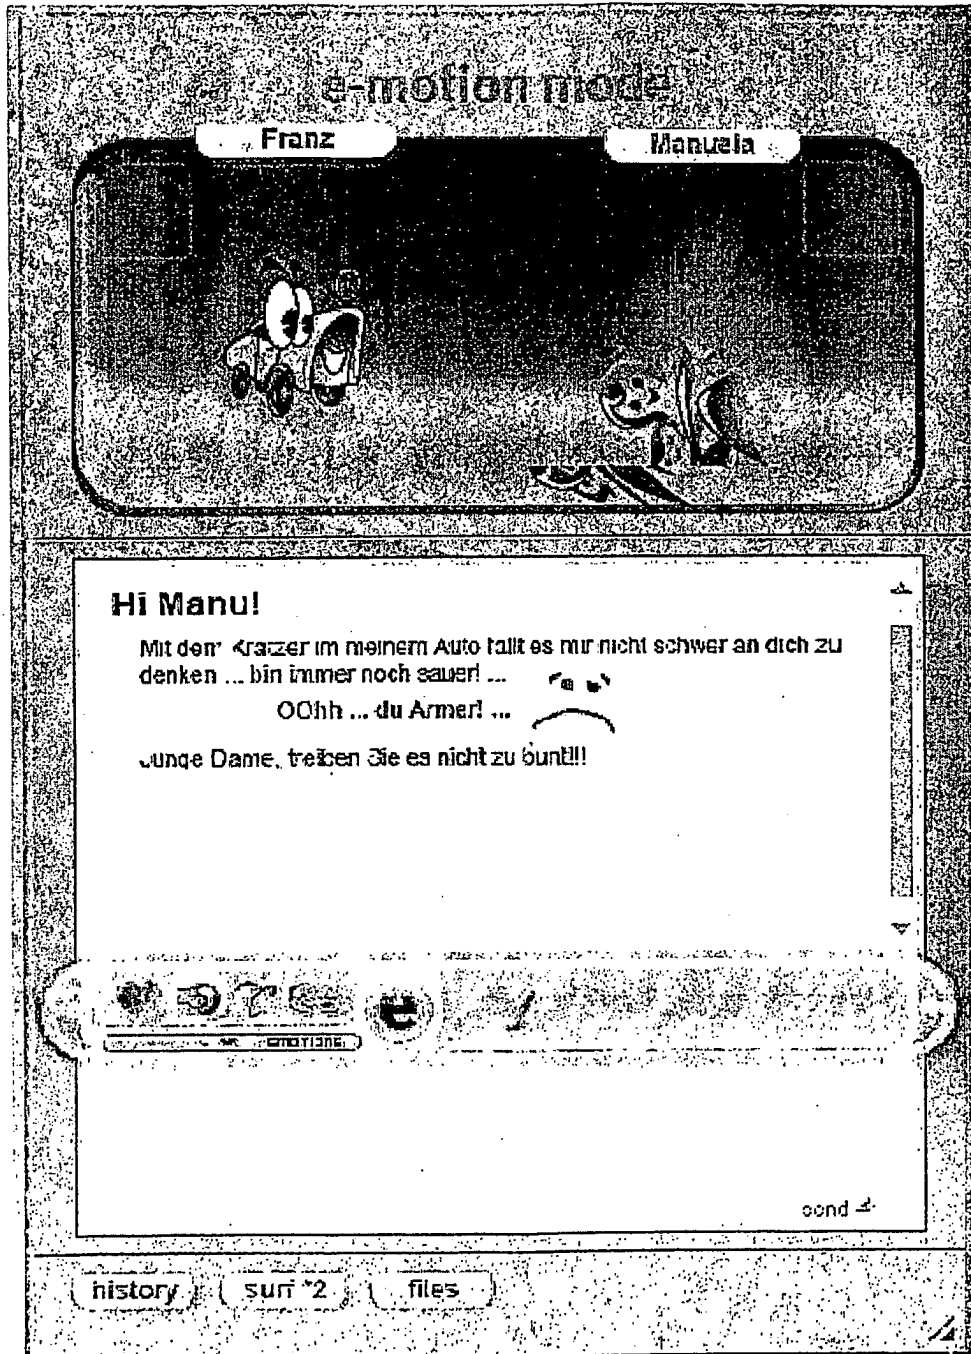 e-motion mode
Franz
Manuela
Hi Manu!
Mit dem Kratzer im meinem Auto fällt es mir nicht schwer an dich zu
denken ... bin immer noch sauer! ...
OOhh ... du Armer! ...
Junge Dame, treiben Sie es nicht zu bunt!!!
e
EMOTIONS
send
history
surf *2
files